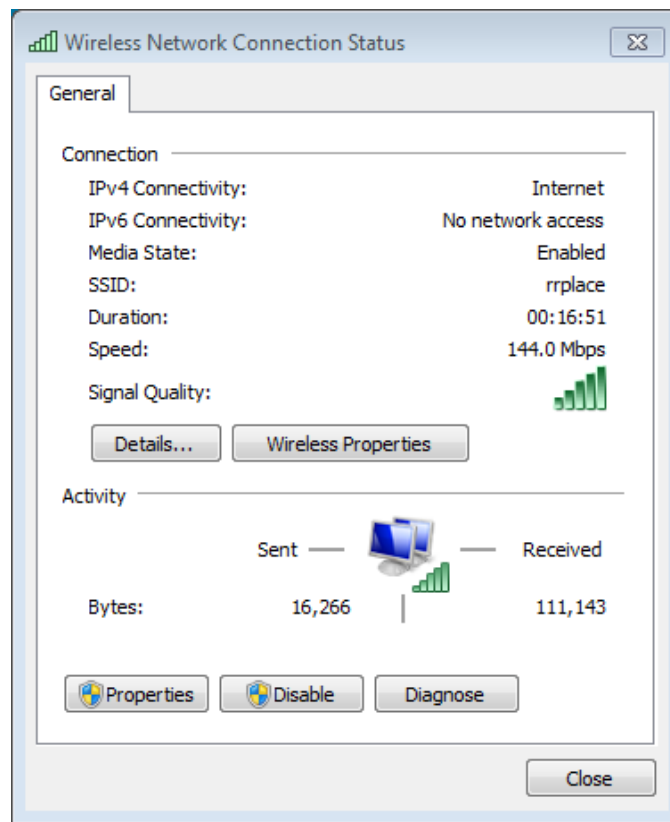 Wireless Network Connection Status
General
Connection
IPv4 Connectivity: Internet
IPv6 Connectivity: No network access
Media State: Enabled
SSID: rrplace
Duration: 00:16:51
Speed: 144.0 Mbps
Signal Quality:
Details... Wireless Properties
Activity
Sent Received
Bytes: 16,266 111,143
Properties Disable Diagnose
Close